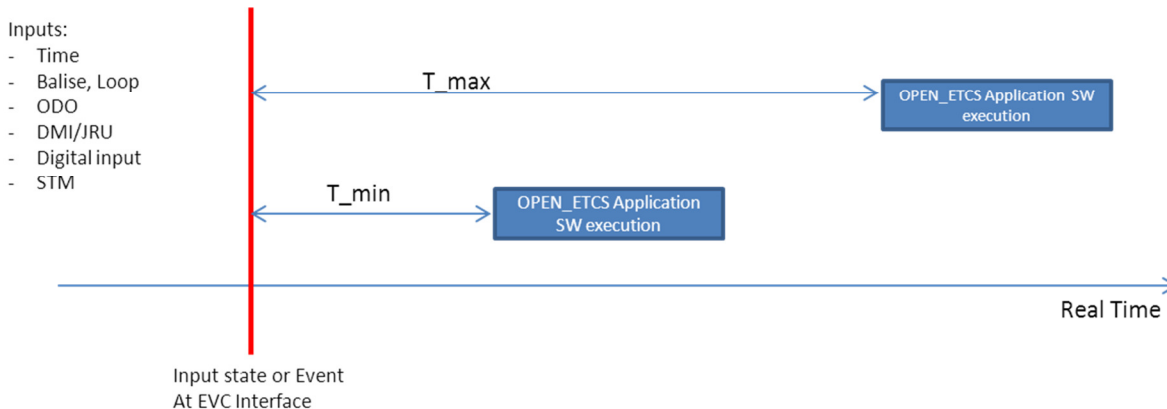 Inputs:
- Time
- Balise, Loop
- ODO
- DMI/JRU
- Digital input
- STM
T_max
OPEN_ETCS Application SW
execution
T_min
OPEN_ETCS Application
SW execution
Real Time
Input state or Event
At EVC Interface